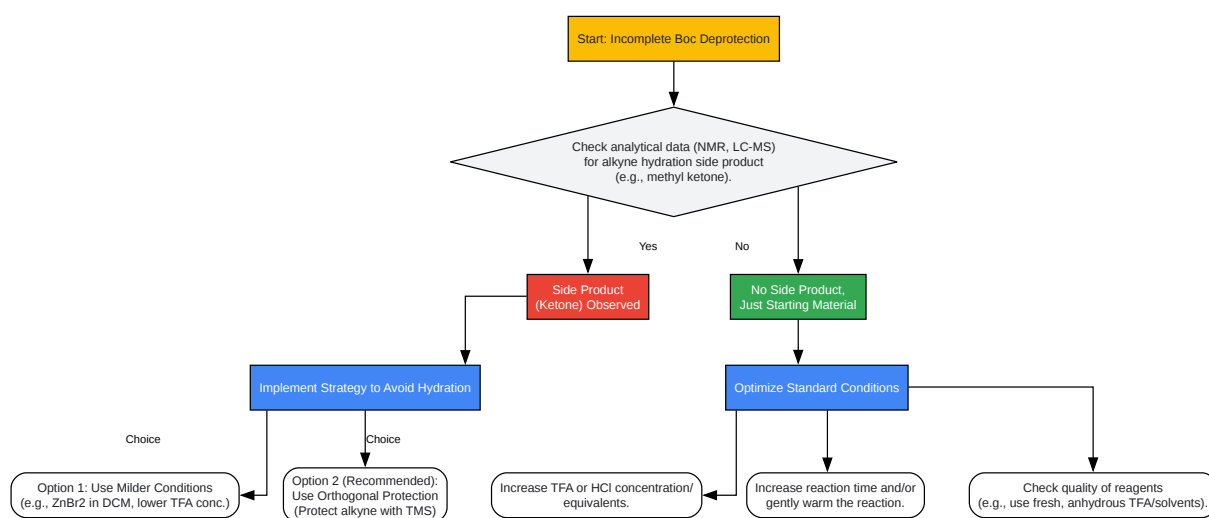 Start: Incomplete Boc Deprotection
Check analytical data (NMR, LC-MS)
for alkyne hydration side product
(e.g., methyl ketone).
Yes
No
Side Product
(Ketone) Observed
No Side Product,
Just Starting Material
Implement Strategy to Avoid Hydration
Optimize Standard Conditions
Choice
Choice
Option 1: Use Milder Conditions
(e.g., ZnBr2 in DCM, lower TFA conc.)
Option 2 (Recommended):
Use Orthogonal Protection
(Protect alkyne with TMS)
Increase TFA or HCl concentration/
equivalents.
Increase reaction time and/or
gently warm the reaction.
Check quality of reagents
(e.g., use fresh, anhydrous TFA/solvents).